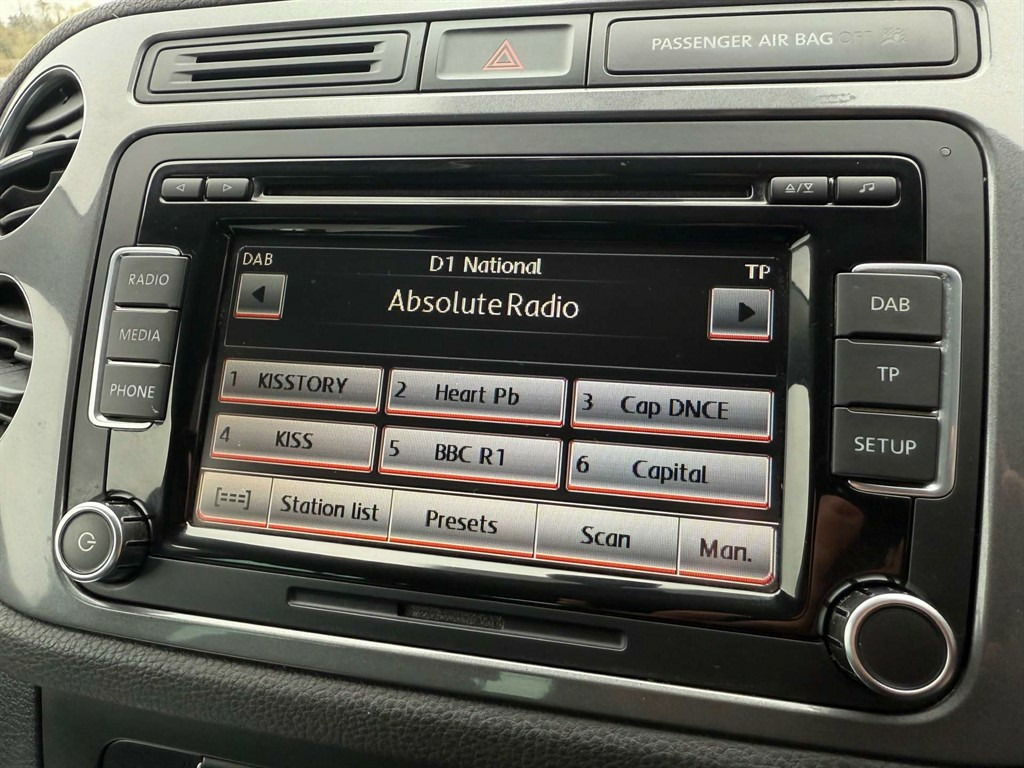 PASSENGER AIR BAG OFF
DAB D1 National TP
Absolute Radio
RADIO
MEDIA
PHONE
1 KISSTORY 2 Heart Pb 3 Cap DNCE
4 KISS 5 BBC R1 6 Capital
Station list Presets Scan Man.
DAB
TP
SETUP